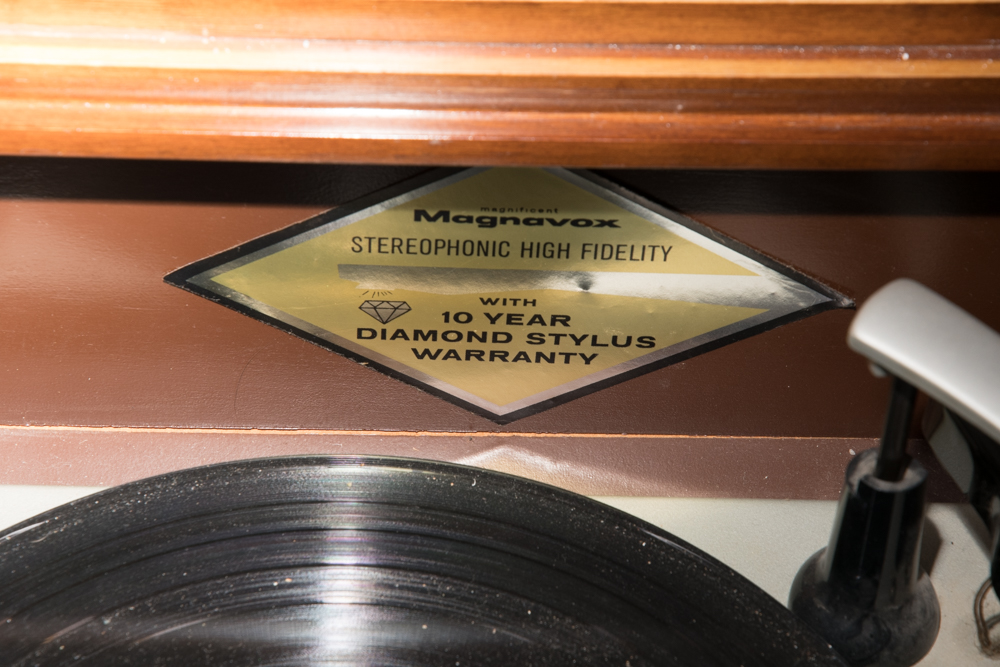 magnificent
Magnavox
STEREOPHONIC HIGH FIDELITY
WITH
10 YEAR
DIAMOND STYLUS
WARRANTY